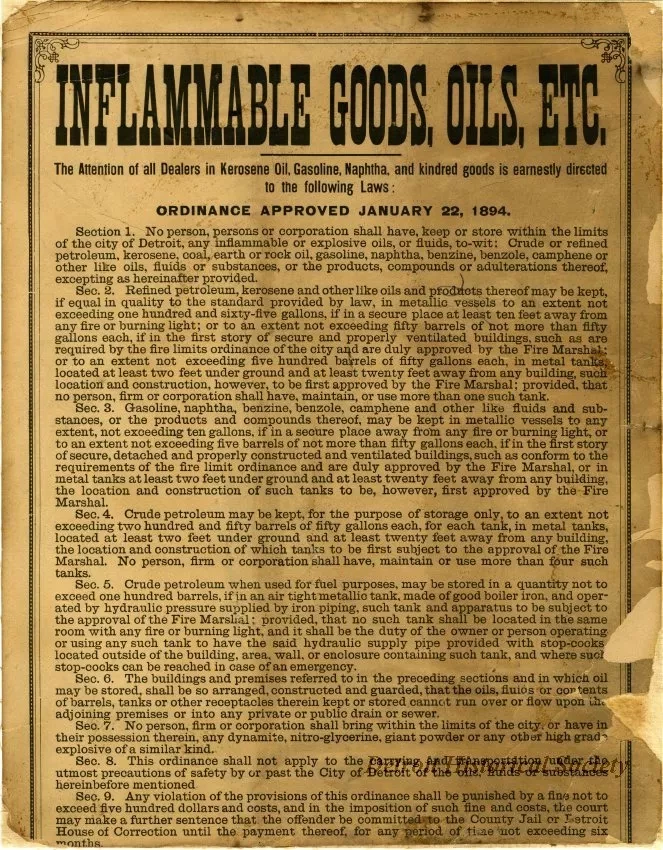 INFLAMMABLE GOODS, OILS, ETC.
The Attention of all Dealers in Kerosene Oil, Gasoline, Naphtha, and kindred goods is earnestly directed
to the following Laws:
ORDINANCE APPROVED JANUARY 22, 1894.
Section 1. No person, persons or corporation shall have, keep or store within the limits
of the city of Detroit, any inflammable or explosive oils, or fluids, to-wit: Crude or refined
petroleum, kerosene, coal, earth or rock oil, gasoline, naphtha, benzine, benzole, camphene or
other like oils, fluids or substances, or the products, compounds or adulterations thereof,
excepting as hereinafter provided.
Sec. 2. Refined petroleum, kerosene and other like oils and products thereof may be kept,
if equal in quality to the standard provided by law, in metallic vessels to an extent not
exceeding one hundred and sixty-five gallons, if in a secure place at least ten feet away from
any fire or burning light; or to an extent not exceeding fifty barrels of not more than fifty
gallons each, if in the first story of secure and properly ventilated buildings, such as are
required by the fire limits ordinance of the city and are duly approved by the Fire Marshal;
or to an extent not exceeding five hundred barrels of fifty gallons each, in metal tanks,
located at least two feet under ground and at least twenty feet away from any building, such
location and construction, however, to be first approved by the Fire Marshal; provided, that
no person, firm or corporation shall have, maintain, or use more than one such tank.
Sec. 3. Gasoline, naphtha, benzine, benzole, camphene and other like fluids and sub-
stances, or the products and compounds thereof, may be kept in metallic vessels to any
extent, not exceeding ten gallons, if in a secure place away from any fire or burning light, or
to an extent not exceeding five barrels of not more than fifty gallons each, if in the first story
of secure, detached and properly constructed and ventilated buildings, such as conform to the
requirements of the fire limit ordinance and are duly approved by the Fire Marshal, or in
metal tanks at least two feet under ground and at least twenty feet away from any building,
the location and construction of such tanks to be, however, first approved by the Fire
Marshal.
Sec. 4. Crude petroleum may be kept, for the purpose of storage only, to an extent not
exceeding two hundred and fifty barrels of fifty gallons each, for each tank, in metal tanks,
located at least two feet under ground and at least twenty feet away from any building,
the location and construction of which tanks to be first subject to the approval of the Fire
Marshal. No person, firm or corporation shall have, maintain or use more than four such
tanks.
Sec. 5. Crude petroleum when used for fuel purposes, may be stored in a quantity not to
exceed one hundred barrels, if in an air tight metallic tank, made of good boiler iron, and oper-
ated by hydraulic pressure supplied by iron piping, such tank and apparatus to be subject to
the approval of the Fire Marshal; provided, that no such tank shall be located in the same
room with any fire or burning light, and it shall be the duty of the owner or person operating
or using any such tank to have the said hydraulic supply pipe provided with stop-cocks
located outside of the building, area, wall, or enclosure containing such tank, and where such
stop-cocks can be reached in case of an emergency.
Sec. 6. The buildings and premises referred to in the preceding sections and in which oil
may be stored, shall be so arranged, constructed and guarded, that the oils, fluids or contents
of barrels, tanks or other receptacles therein kept or stored cannot run over or flow upon the
adjoining premises or into any private or public drain or sewer.
Sec. 7. No person, firm or corporation shall bring within the limits of the city, or have in
their possession therein, any dynamite, nitro-glycerine, giant powder or any other high grade
explosive of a similar kind.
Sec. 8. This ordinance shall not apply to the carrying and transportation under the
utmost precautions of safety by or past the City of Detroit of the oils, fluids or substances
hereinbefore mentioned
Detroit Historical Society
Sec. 9. Any violation of the provisions of this ordinance shall be punished by a fine not to
exceed five hundred dollars and costs, and in the imposition of such fine and costs, the court
may make a further sentence that the offender be committed to the County Jail or Detroit
House of Correction until the payment thereof, for any period of time not exceeding six
months.